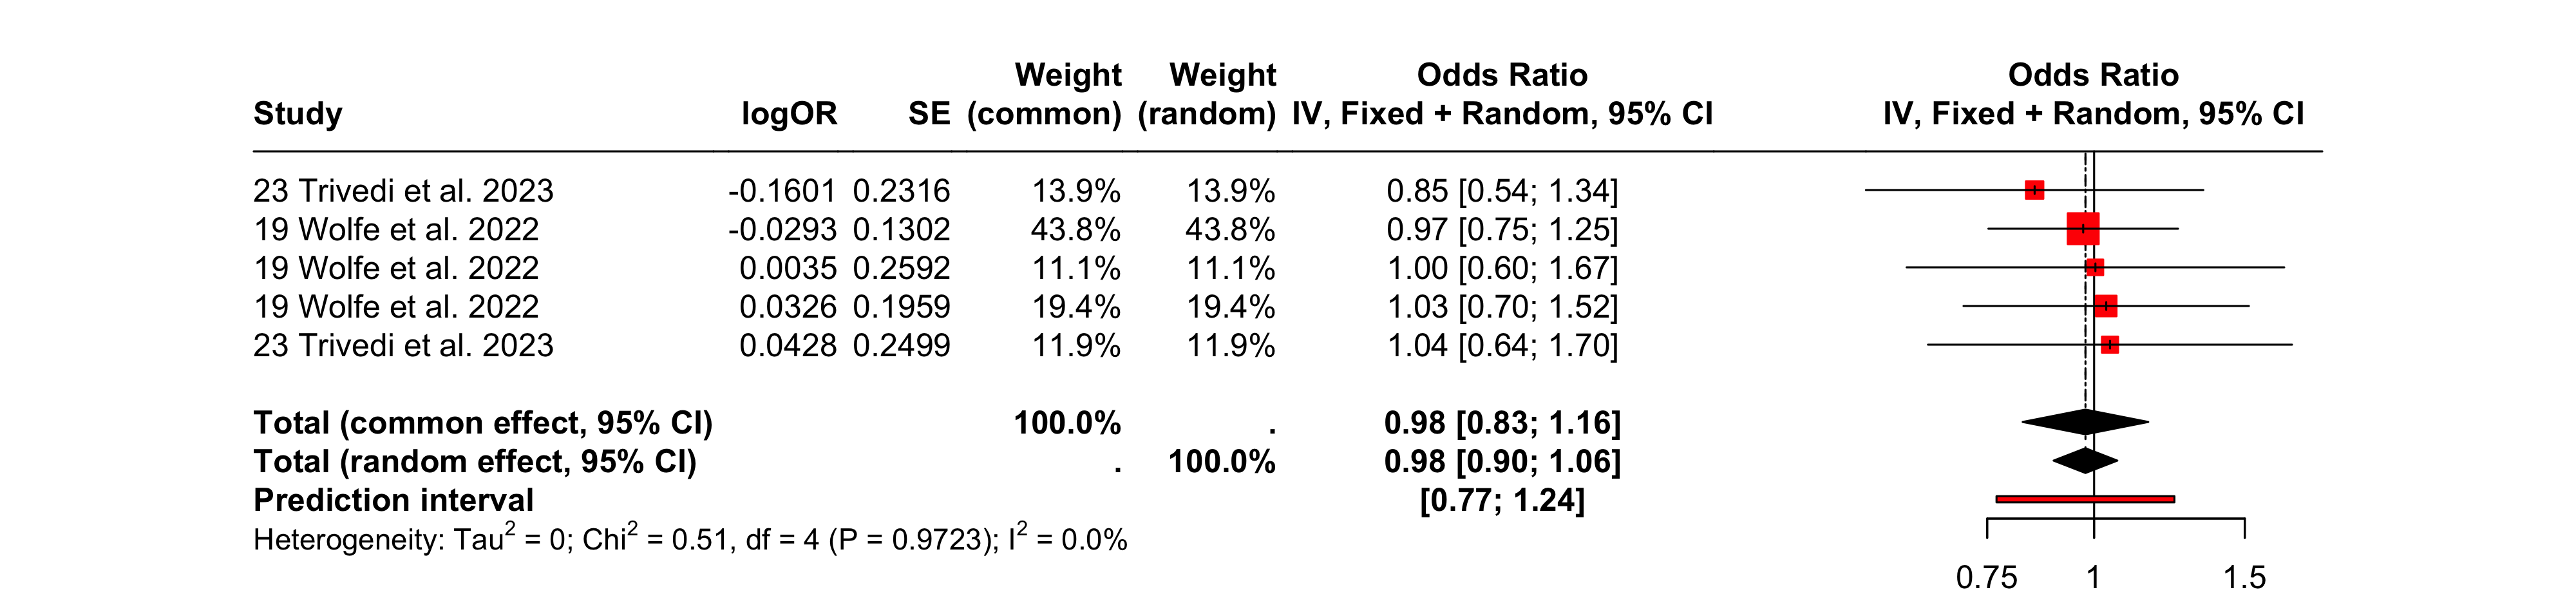 Weight Weight Odds Ratio Odds Ratio
Study logOR SE (common) (random) IV, Fixed + Random, 95% CI IV, Fixed + Random, 95% CI
23 Trivedi et al. 2023 -0.1601 0.2316 13.9% 13.9% 0.85 [0.54; 1.34]
19 Wolfe et al. 2022 -0.0293 0.1302 43.8% 43.8% 0.97 [0.75; 1.25]
19 Wolfe et al. 2022 0.0035 0.2592 11.1% 11.1% 1.00 [0.60; 1.67]
19 Wolfe et al. 2022 0.0326 0.1959 19.4% 19.4% 1.03 [0.70; 1.52]
23 Trivedi et al. 2023 0.0428 0.2499 11.9% 11.9% 1.04 [0.64; 1.70]
Total (common effect, 95% CI) 100.0% . 0.98 [0.83; 1.16]
Total (random effect, 95% CI) . 100.0% 0.98 [0.90; 1.06]
Prediction interval [0.77; 1.24]
Heterogeneity: Tau² = 0; Chi² = 0.51, df = 4 (P = 0.9723); I² = 0.0%
0.75 1 1.5